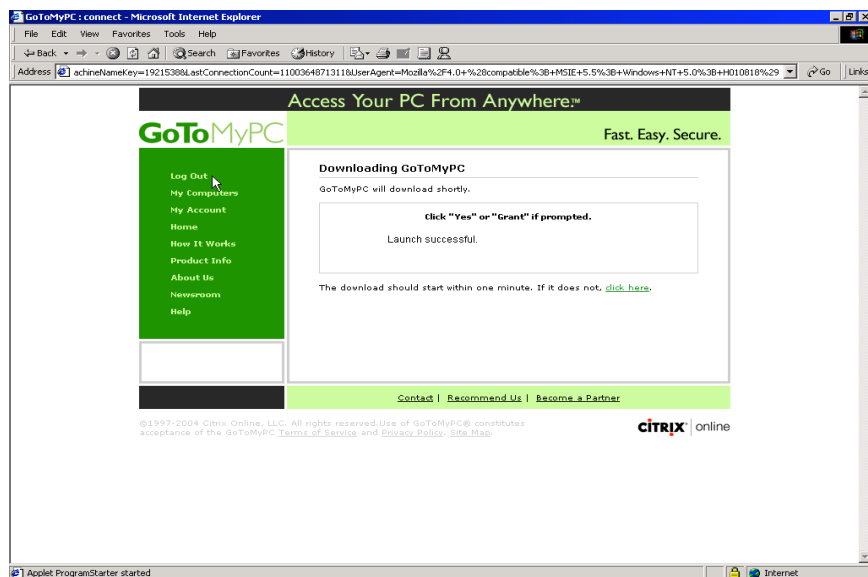 GoToMyPC : connect - Microsoft Internet Explorer
File Edit View Favorites Tools Help
Back Search Favorites History
Address achineNameKey=1921538&LastConnectionCount=1100364871311&UserAgent=Mozilla%2F4.0+%28compatible%3B+MSIE+5.5%3B+Windows+NT+5.0%3B+H010818%29 Go Links
Access Your PC From Anywhere.™
GoToMyPC
Fast. Easy. Secure.
Log Out
My Computers
My Account
Home
How It Works
Product Info
About Us
Newsroom
Help
Downloading GoToMyPC
GoToMyPC will download shortly.
Click "Yes" or "Grant" if prompted.
Launch successful.
The download should start within one minute. If it does not, click here.
Contact | Recommend Us | Become a Partner
©1997-2004 Citrix Online, LLC. All rights reserved.Use of GoToMyPC® constitutes
acceptance of the GoToMyPC Terms of Service and Privacy Policy. Site Map.
CITRIX® online
Applet ProgramStarter started Internet